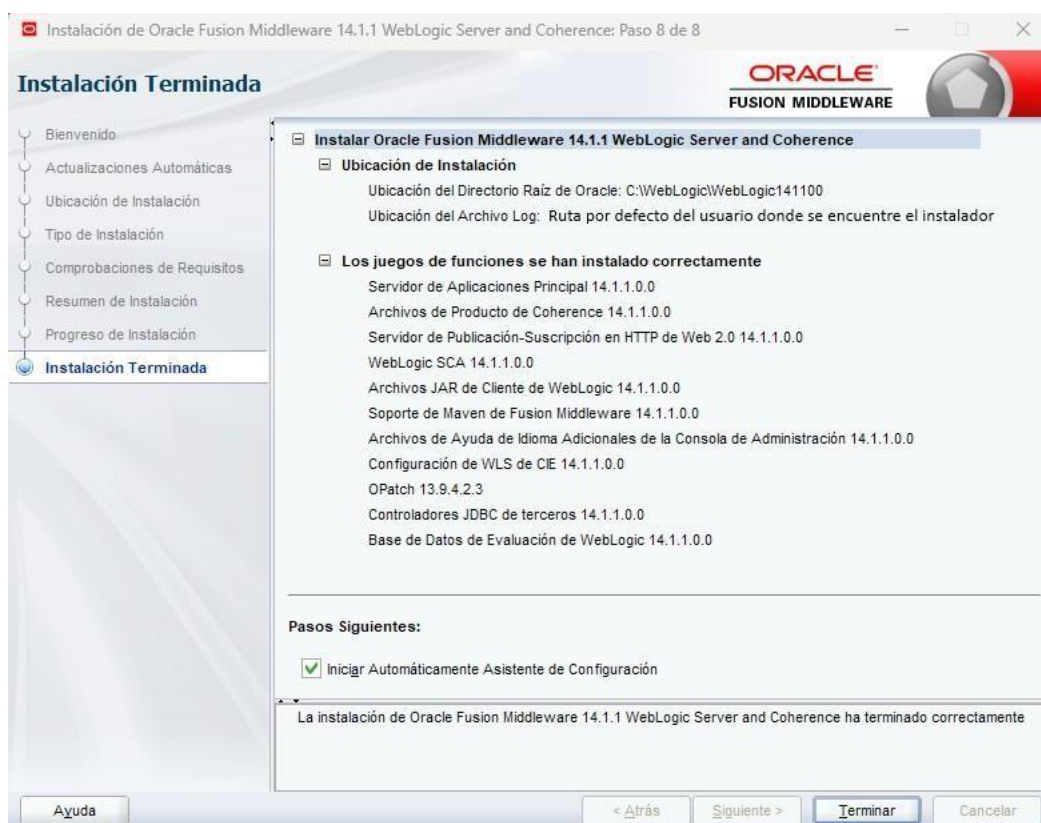 Instalación de Oracle Fusion Middleware 14.1.1 WebLogic Server and Coherence: Paso 8 de 8
Instalación Terminada
ORACLE
FUSION MIDDLEWARE
Bienvenido
Actualizaciones Automáticas
Ubicación de Instalación
Tipo de Instalación
Comprobaciones de Requisitos
Resumen de Instalación
Progreso de Instalación
Instalación Terminada
Instalar Oracle Fusion Middleware 14.1.1 WebLogic Server and Coherence
Ubicación de Instalación
Ubicación del Directorio Raíz de Oracle: C:\WebLogic\WebLogic141100
Ubicación del Archivo Log: Ruta por defecto del usuario donde se encuentre el instalador
Los juegos de funciones se han instalado correctamente
Servidor de Aplicaciones Principal 14.1.1.0.0
Archivos de Producto de Coherence 14.1.1.0.0
Servidor de Publicación-Suscripción en HTTP de Web 2.0 14.1.1.0.0
WebLogic SCA 14.1.1.0.0
Archivos JAR de Cliente de WebLogic 14.1.1.0.0
Soporte de Maven de Fusion Middleware 14.1.1.0.0
Archivos de Ayuda de Idioma Adicionales de la Consola de Administración 14.1.1.0.0
Configuración de WLS de CIE 14.1.1.0.0
OPatch 13.9.4.2.3
Controladores JDBC de terceros 14.1.1.0.0
Base de Datos de Evaluación de WebLogic 14.1.1.0.0
Pasos Siguientes:
Iniciar Automáticamente Asistente de Configuración
La instalación de Oracle Fusion Middleware 14.1.1 WebLogic Server and Coherence ha terminado correctamente
Ayuda
< Atrás
Siguiente >
Terminar
Cancelar